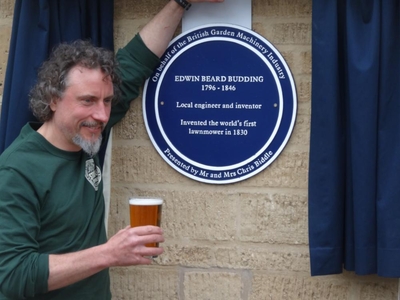 On behalf of the British Garden Machinery Industry
EDWIN BEARD BUDDING
1796 - 1846
Local engineer and inventor
Invented the world's first
lawnmower in 1830
Presented by Mr and Mrs Chris Biddle